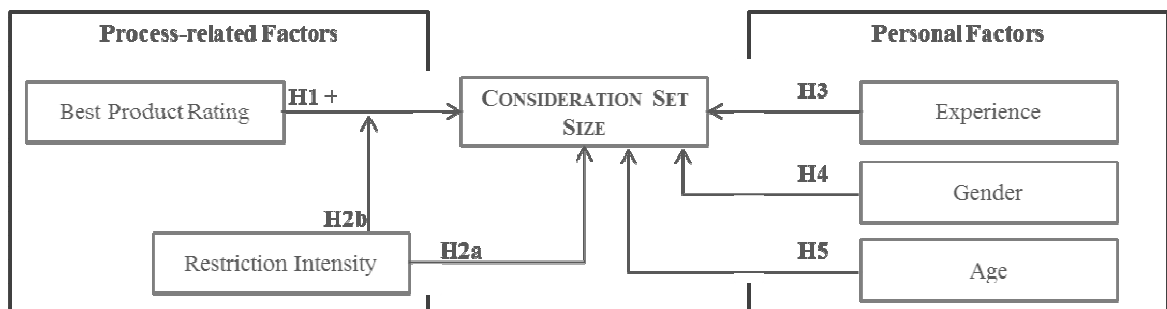 Process-related Factors
Personal Factors
Best Product Rating
H1 +
CONSIDERATION SET
SIZE
H3
Experience
H4
Gender
H2b
Restriction Intensity
H2a
H5
Age